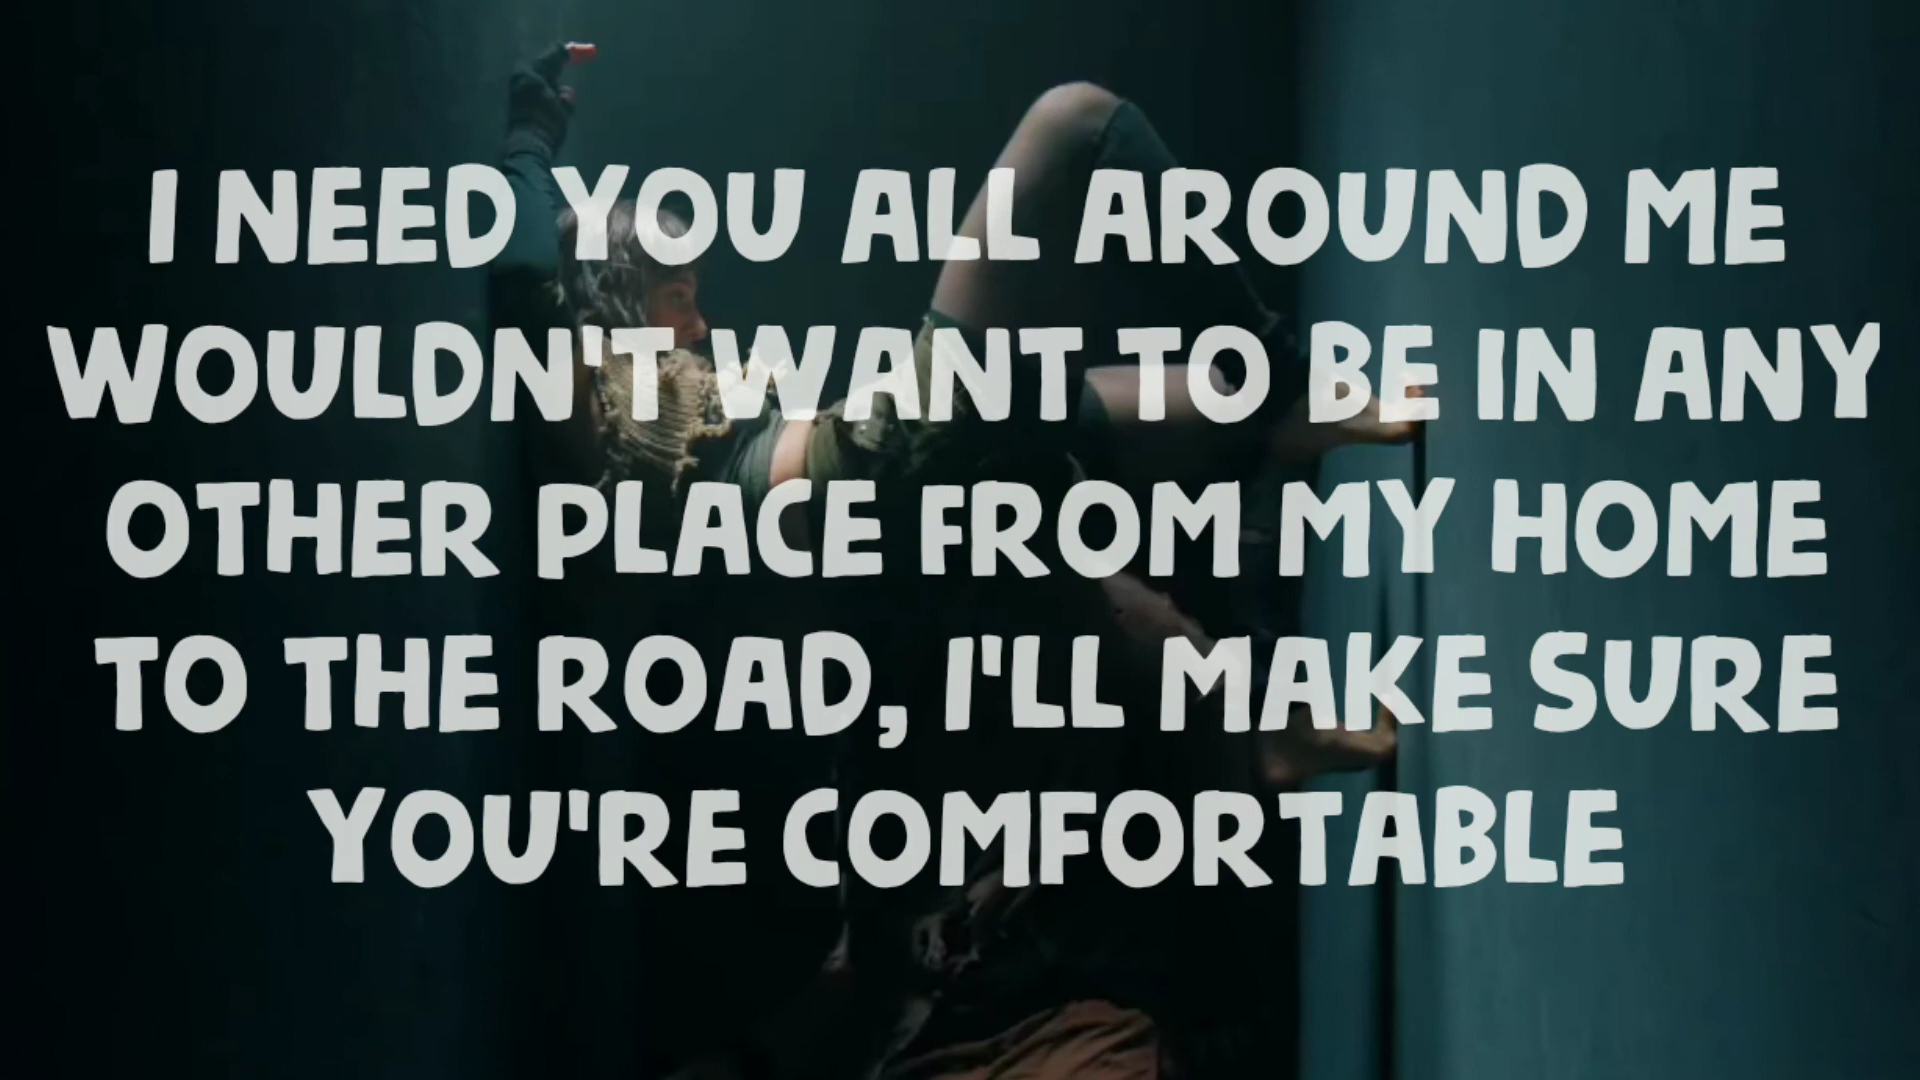 I NEED YOU ALL AROUND ME
WOULDN'T WANT TO BE IN ANY
OTHER PLACE FROM MY HOME
TO THE ROAD, I'LL MAKE SURE
YOU'RE COMFORTABLE